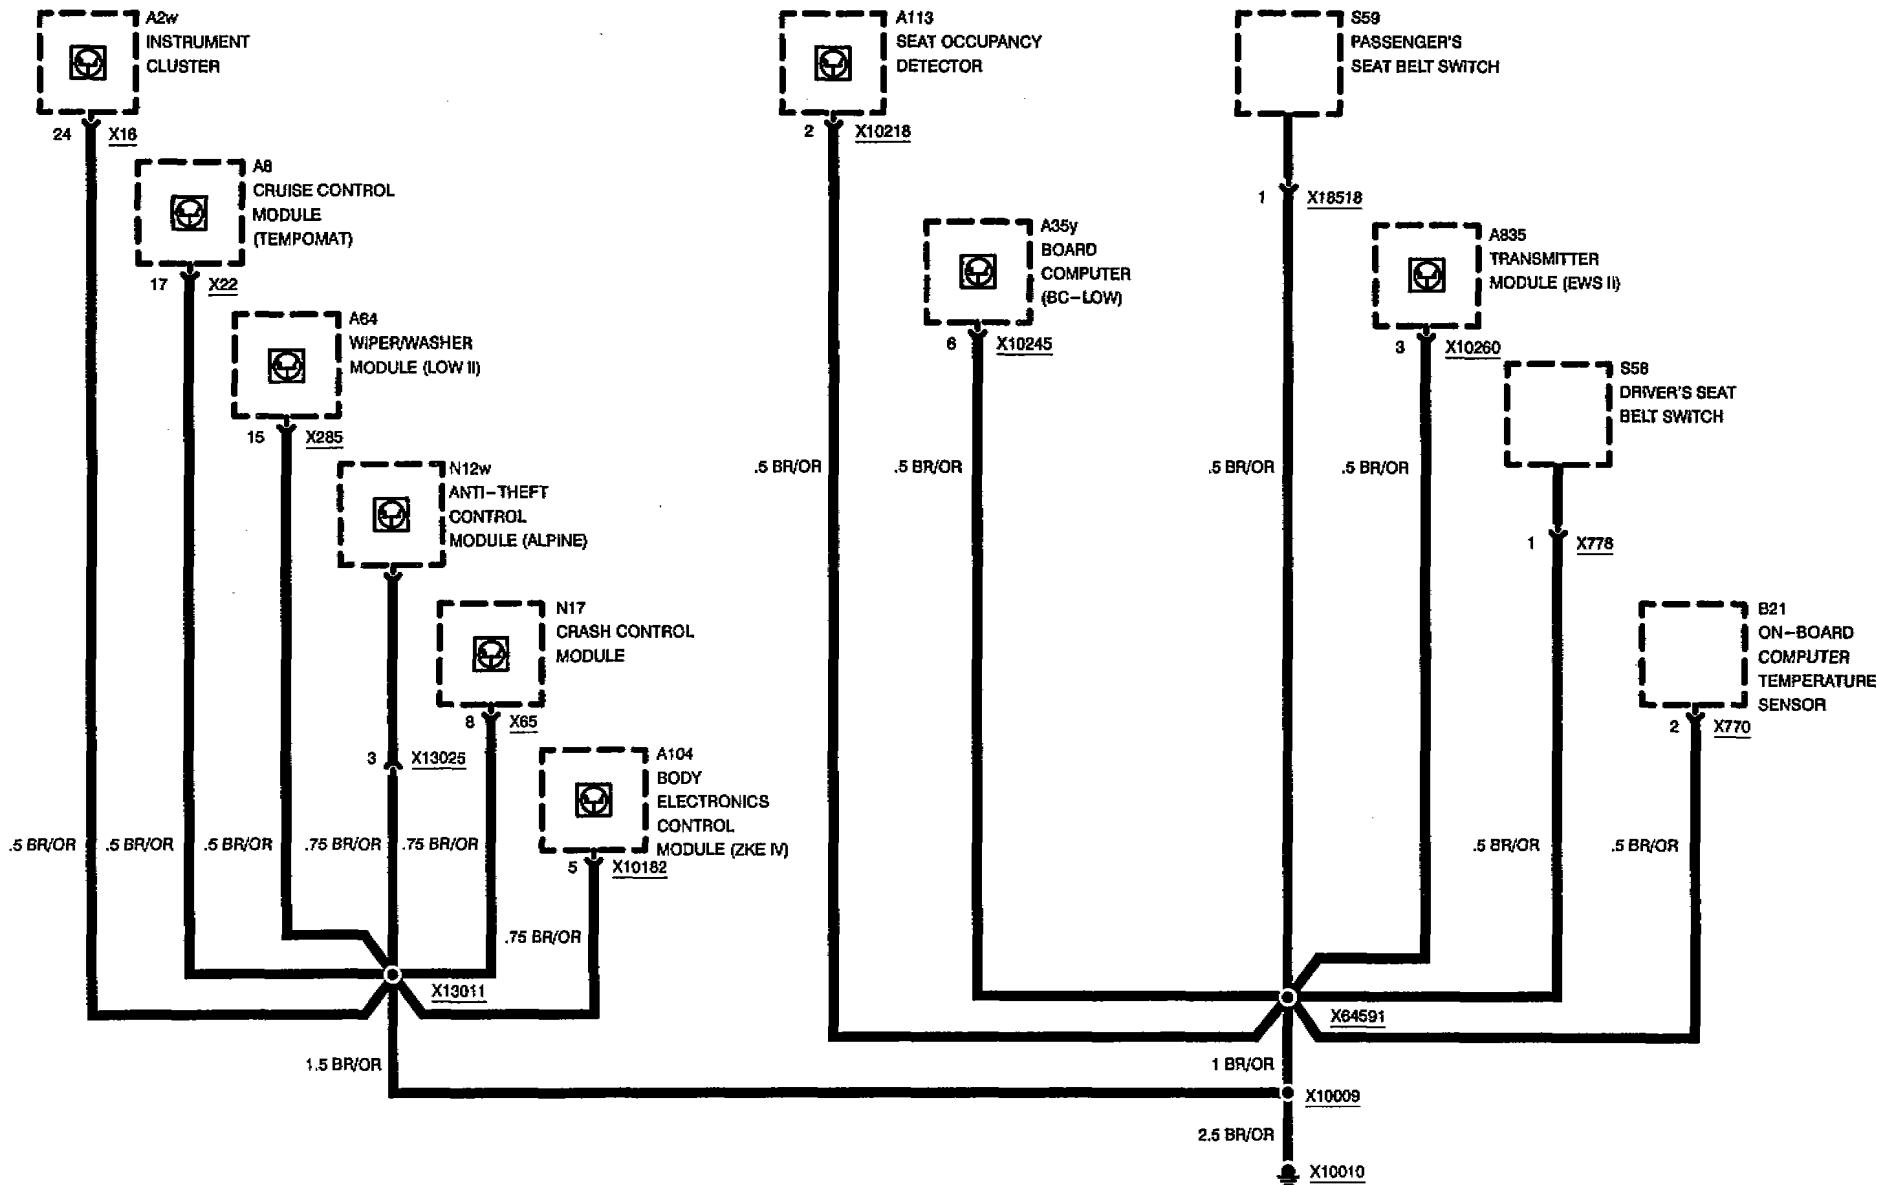 A2w
INSTRUMENT
CLUSTER
24 X16
A8
CRUISE CONTROL
MODULE
(TEMPOMAT)
17 X22
A64
WIPER/WASHER
MODULE (LOW II)
15 X285
N12w
ANTI-THEFT
CONTROL
MODULE (ALPINE)
3 X13025
N17
CRASH CONTROL
MODULE
8 X65
A104
BODY
ELECTRONICS
CONTROL
MODULE (ZKE IV)
5 X10182
.5 BR/OR
.5 BR/OR
.5 BR/OR
.75 BR/OR
.75 BR/OR
.75 BR/OR
X13011
1.5 BR/OR
A113
SEAT OCCUPANCY
DETECTOR
2 X10218
A35y
BOARD
COMPUTER
(BC-LOW)
6 X10245
S59
PASSENGER'S
SEAT BELT SWITCH
1 X18518
A835
TRANSMITTER
MODULE (EWS II)
3 X10260
S58
DRIVER'S SEAT
BELT SWITCH
1 X778
B21
ON-BOARD
COMPUTER
TEMPERATURE
SENSOR
2 X770
.5 BR/OR
.5 BR/OR
.5 BR/OR
.5 BR/OR
.5 BR/OR
.5 BR/OR
X64591
1 BR/OR
X10009
2.5 BR/OR
X10010